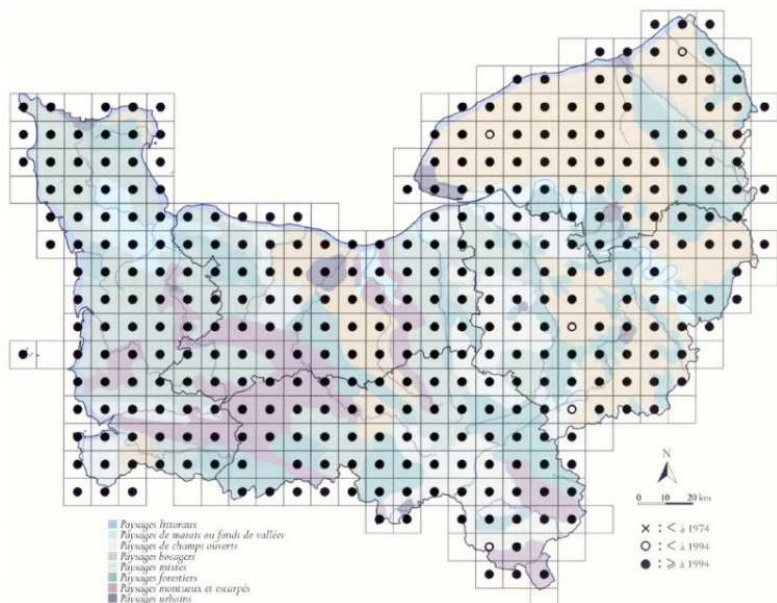 Paysages littoraux
Paysages de marais ou fonds de vallées
Paysages de champs ouverts
Paysages bocagers
Paysages mixtes
Paysages forestiers
Paysages montueux et escarpés
Paysages urbains
N
0 10 20 km
× : < à 1974
○ : < à 1994
● : ⩾ à 1994